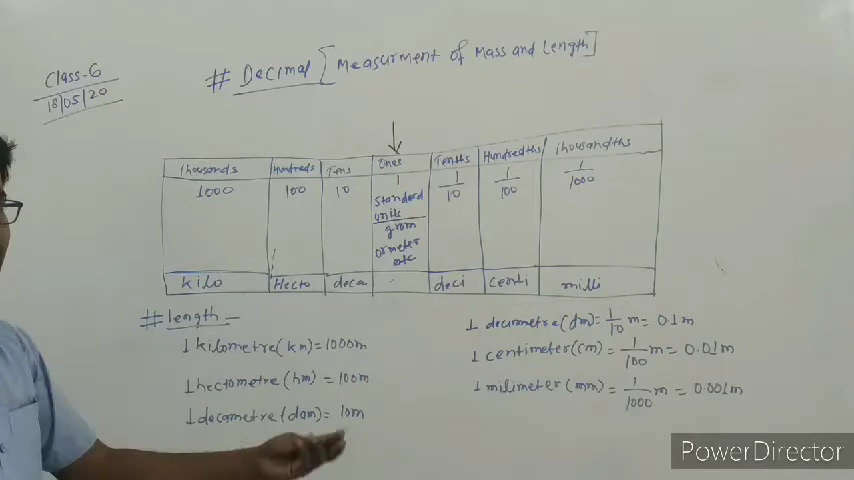 Class-6
18/05/20
# Decimal [Measurment of Mass and Length]
Thousands Hundreds Tens Ones Tenths Hundredths Thousandths
1000 100 10 1 1/10 1/100 1/1000
Standard
units
gram
or meter
etc.
kilo Hecto deca deci centi milli
# length -
1 kilometre (km) = 1000m
1 hectometre (hm) = 100m
1 decametre (dam) = 10m
1 decimetre (dm) = 1/10 m = 0.1m
1 centimeter (cm) = 1/100 m = 0.01m
1 milimeter (mm) = 1/1000 m = 0.001m
PowerDirector